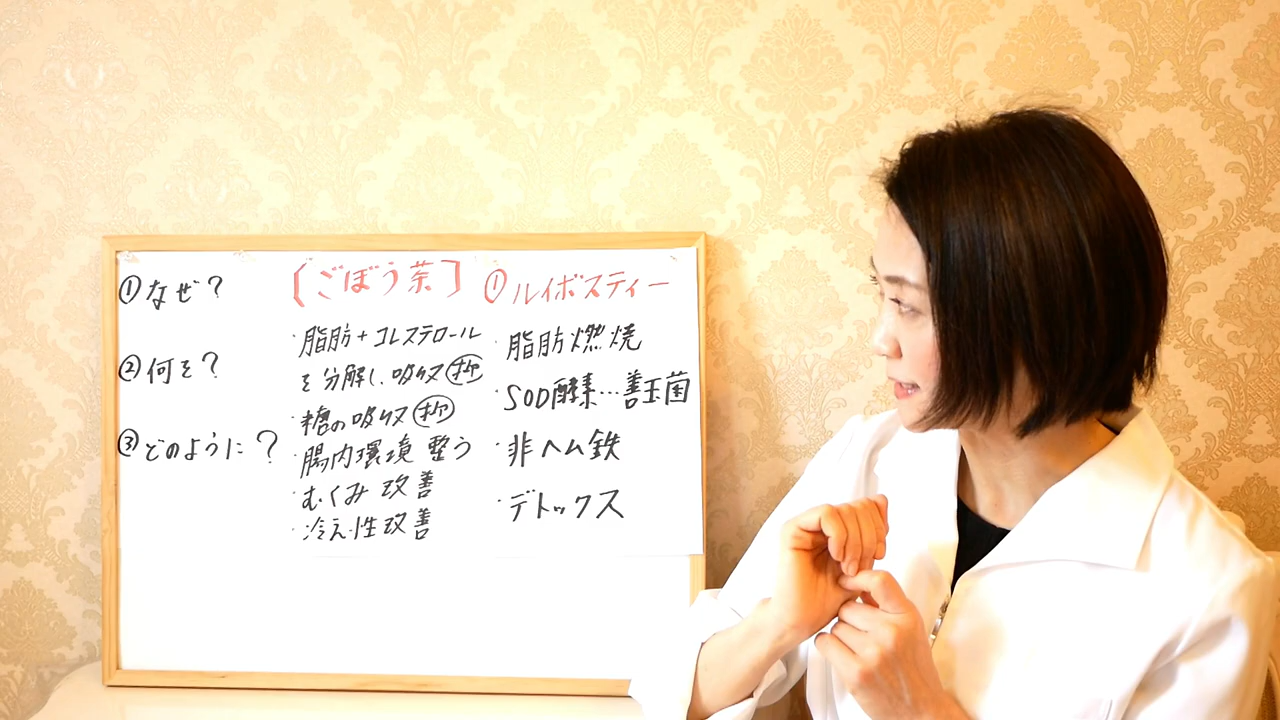 ①なぜ？
②何を？
③どのように？
【ごぼう茶】
・脂肪+コレステロール
を分解し、吸収㊥
・糖の吸収
・腸内環境 整う
・むくみ 改善
・冷え性改善
①ルイボスティー
・脂肪燃焼
・SOD酵素…善玉菌
・非ヘム鉄
・デトックス